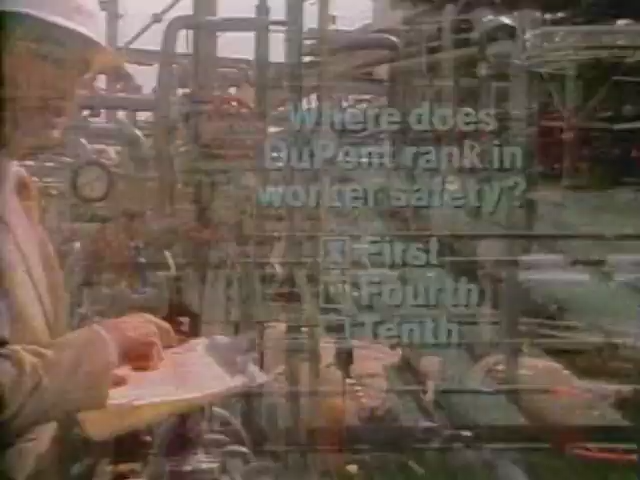 Where does
DuPont rank in
worker safety?
First
Fourth
Tenth